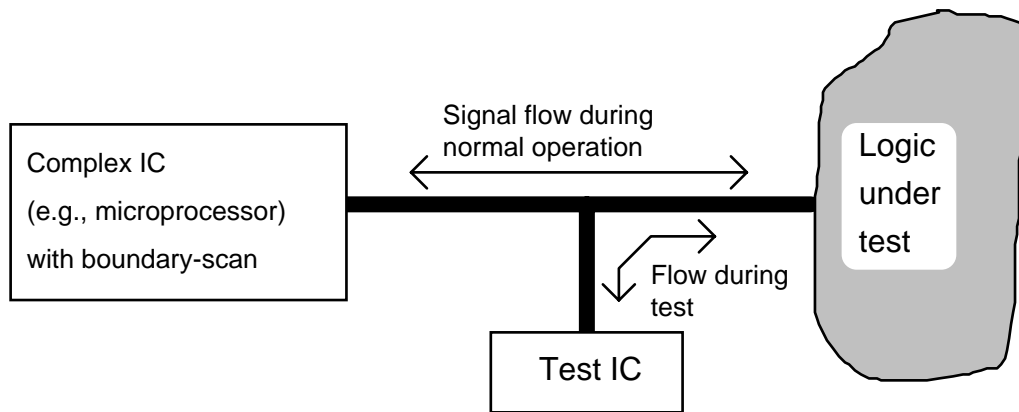 Complex IC
(e.g., microprocessor)
with boundary-scan
Signal flow during
normal operation
Logic
under
test
Flow during
test
Test IC